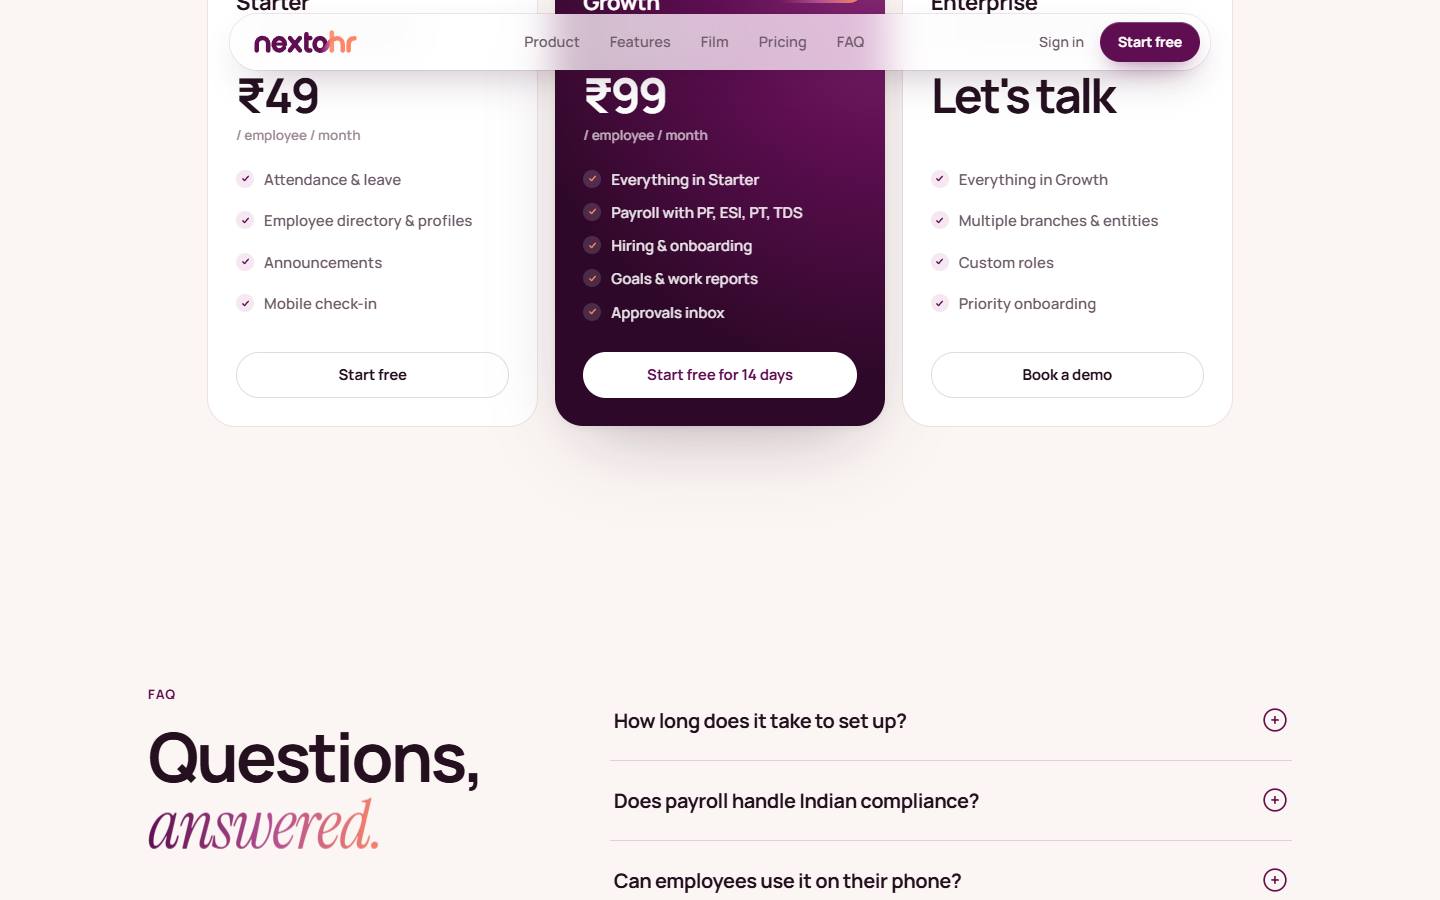 Starter
Growth
Enterprise
nextohr
Product
Features
Film
Pricing
FAQ
Sign in
Start free
₹49
/ employee / month
Attendance & leave
Employee directory & profiles
Announcements
Mobile check-in
Start free
₹99
/ employee / month
Everything in Starter
Payroll with PF, ESI, PT, TDS
Hiring & onboarding
Goals & work reports
Approvals inbox
Start free for 14 days
Let's talk
Everything in Growth
Multiple branches & entities
Custom roles
Priority onboarding
Book a demo
FAQ
Questions,
answered.
How long does it take to set up?
Does payroll handle Indian compliance?
Can employees use it on their phone?